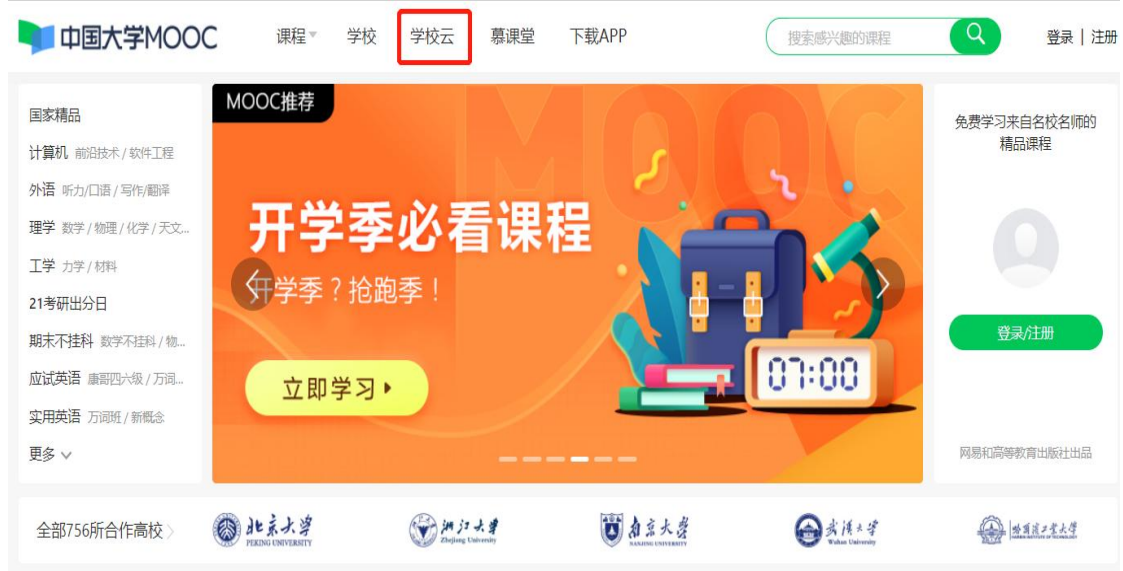 中国大学MOOC
课程 学校 学校云 慕课堂 下载APP
搜索感兴趣的课程
登录 | 注册
国家精品
计算机 前沿技术 / 软件工程
外语 听力/口语 / 写作/翻译
理学 数学 / 物理 / 化学 / 天文...
工学 力学 / 材料
21考研出分日
期末不挂科 数学不挂科 / 物...
应试英语 康哥四六级 / 万词...
实用英语 万词班 / 新概念
更多
MOOC推荐
MOOC
开学季必看课程
开学季？抢跑季！
立即学习
07:00
免费学习来自名校名师的
精品课程
登录/注册
网易和高等教育出版社出品
全部756所合作高校
北京大学
PEKING UNIVERSITY
浙江大学
Zhejiang University
南京大学
NANJING UNIVERSITY
武汉大学
Wuhan University
哈尔滨工业大学
HARBIN INSTITUTE OF TECHNOLOGY